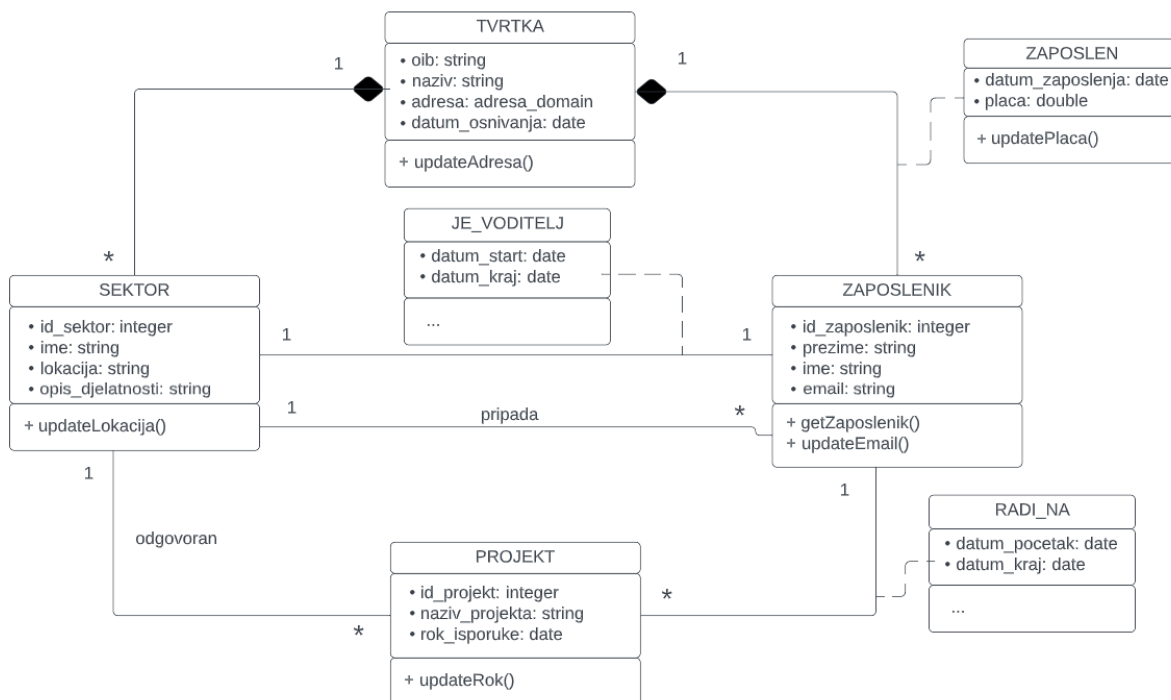 TVRTKA
• oib: string
• naziv: string
• adresa: adresa_domain
• datum_osnivanja: date
+ updateAdresa()
1
1
ZAPOSLEN
• datum_zaposlenja: date
• placa: double
+ updatePlaca()
JE_VODITELJ
• datum_start: date
• datum_kraj: date
...
*
*
SEKTOR
• id_sektor: integer
• ime: string
• lokacija: string
• opis_djelatnosti: string
+ updateLokacija()
ZAPOSLENIK
• id_zaposlenik: integer
• prezime: string
• ime: string
• email: string
+ getZaposlenik()
+ updateEmail()
1
1
1
pripada
*
1
1
odgovoran
PROJEKT
• id_projekt: integer
• naziv_projekta: string
• rok_isporuke: date
+ updateRok()
*
*
RADI_NA
• datum_pocetak: date
• datum_kraj: date
...